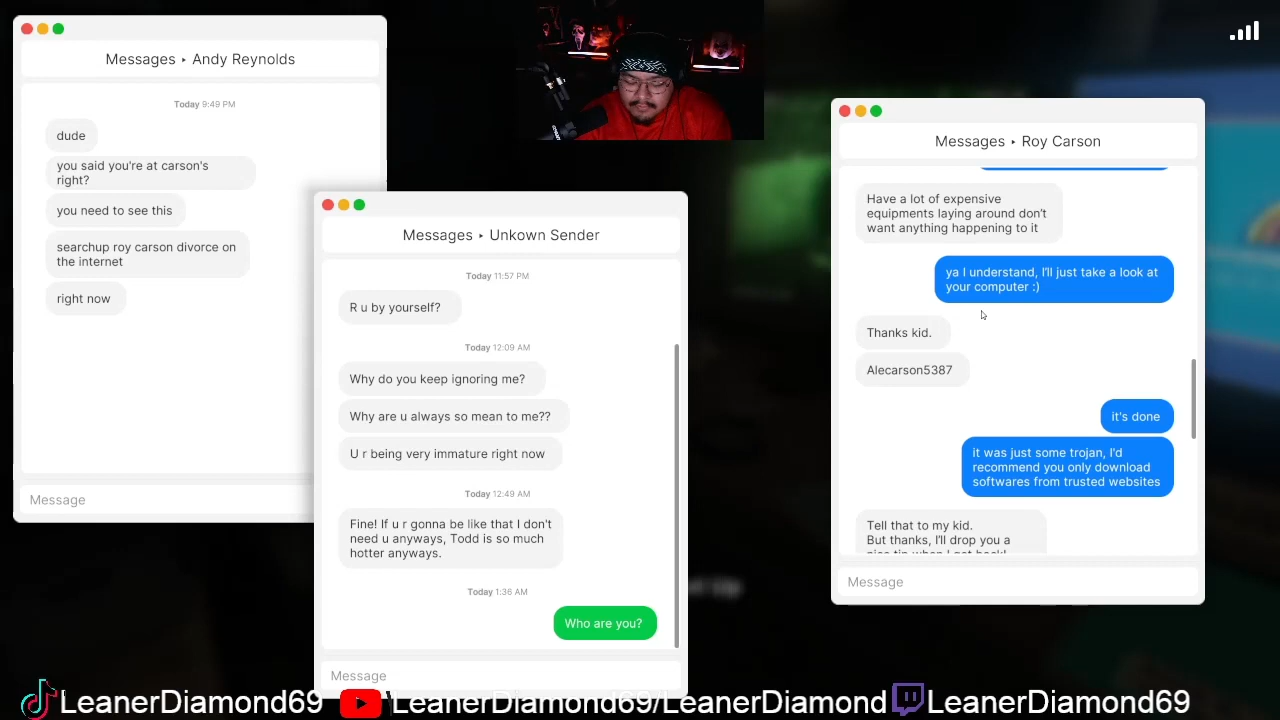 Messages ‣ Andy Reynolds
Today 9:49 PM
dude
you said you're at carson's
right?
you need to see this
searchup roy carson divorce on
the internet
right now
Message
Messages ‣ Unkown Sender
Today 11:57 PM
R u by yourself?
Today 12:09 AM
Why do you keep ignoring me?
Why are u always so mean to me??
U r being very immature right now
Today 12:49 AM
Fine! If u r gonna be like that I don't
need u anyways, Todd is so much
hotter anyways.
Today 1:36 AM
Who are you?
Message
Messages ‣ Roy Carson
Have a lot of expensive
equipments laying around don't
want anything happening to it
ya I understand, I'll just take a look at
your computer :)
Thanks kid.
Alecarson5387
it's done
it was just some trojan, I'd
recommend you only download
softwares from trusted websites
Tell that to my kid.
But thanks, I'll drop you a
nice tip when I get back!
Message
LeanerDiamond69 LeanerDiamond69/LeanerDiamond LeanerDiamond69